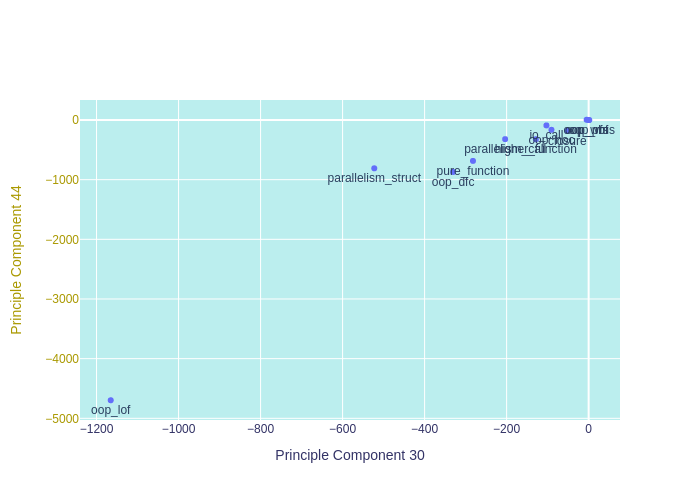 0
−1000
−2000
−3000
−4000
−5000
Principle Component 44
io_call
parallelism_struct
pure_function
oop_dfc
oop_lof
−1200
−1000
−800
−600
−400
−200
0
Principle Component 30